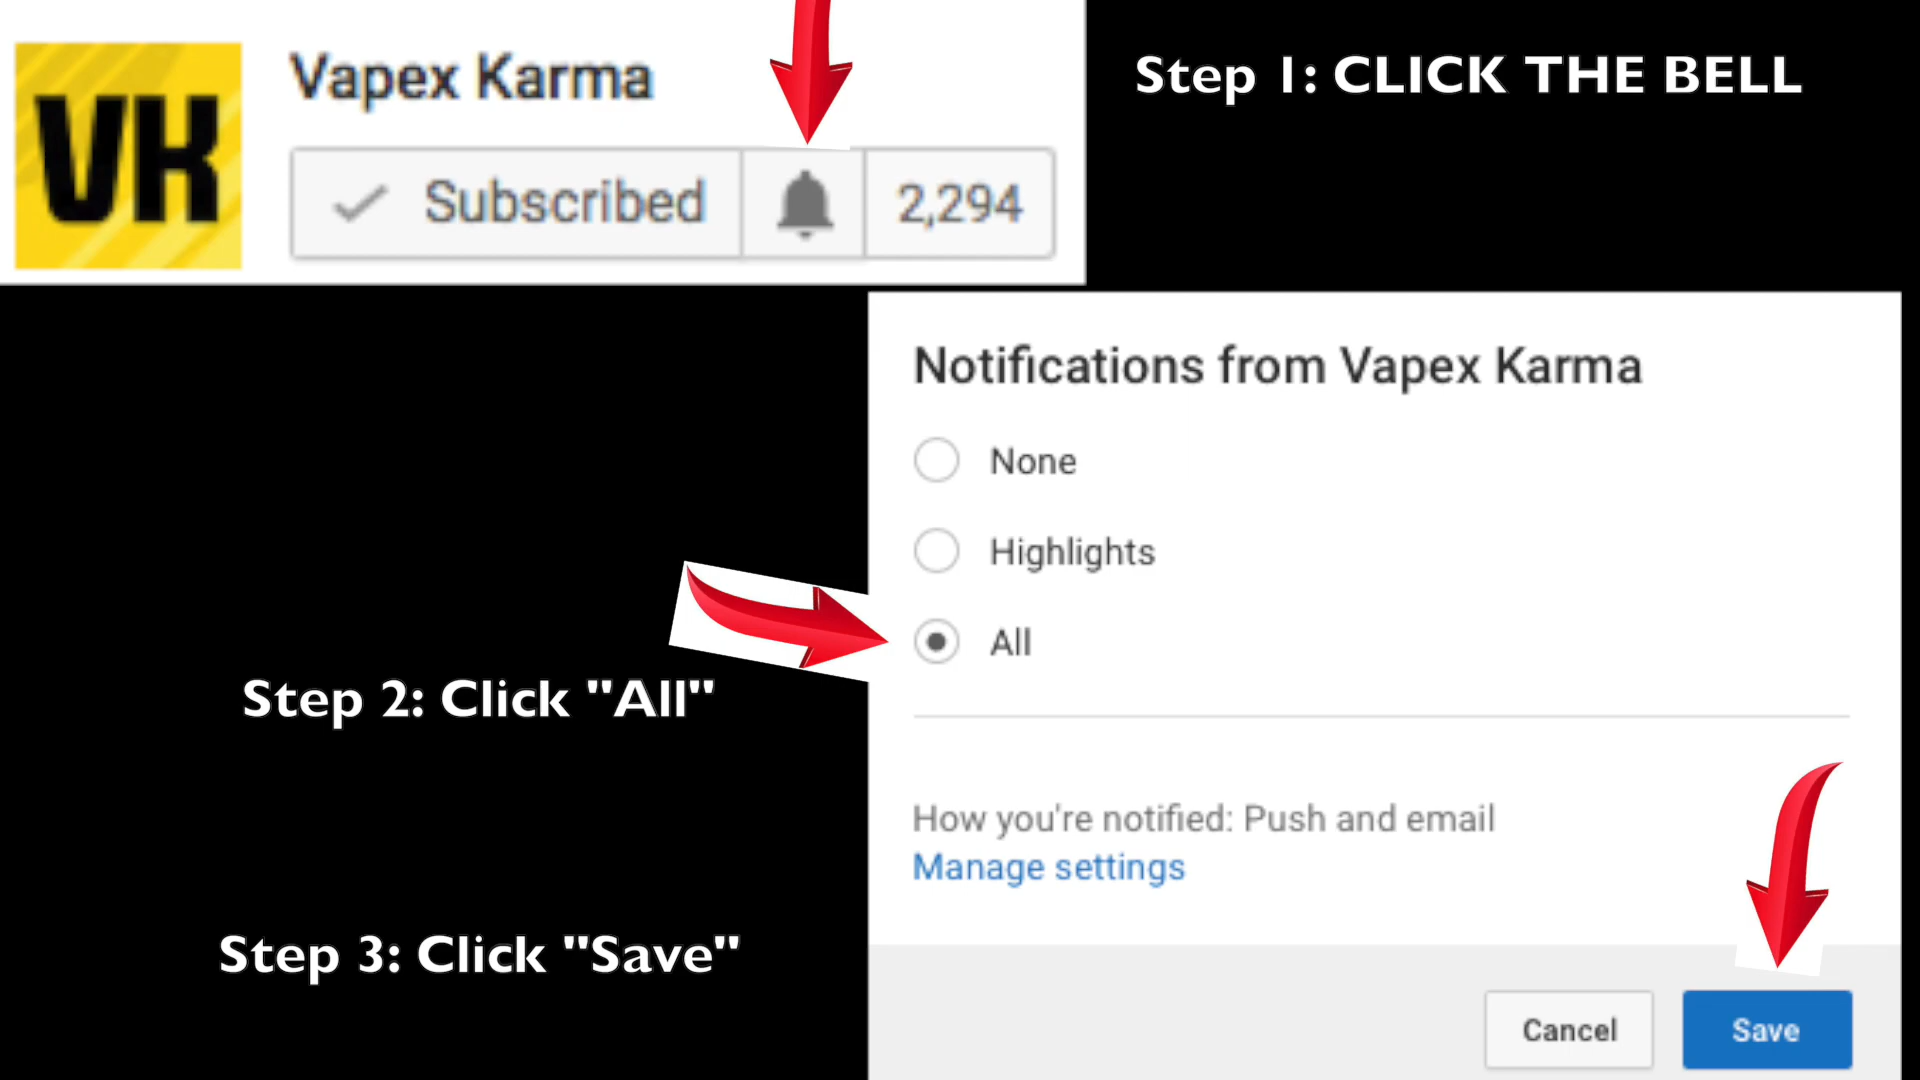 VK
Vapex Karma
Subscribed
2,294
Step 1: CLICK THE BELL
Notifications from Vapex Karma
None
Highlights
All
Step 2: Click "All"
How you're notified: Push and email
Manage settings
Step 3: Click "Save"
Cancel
Save